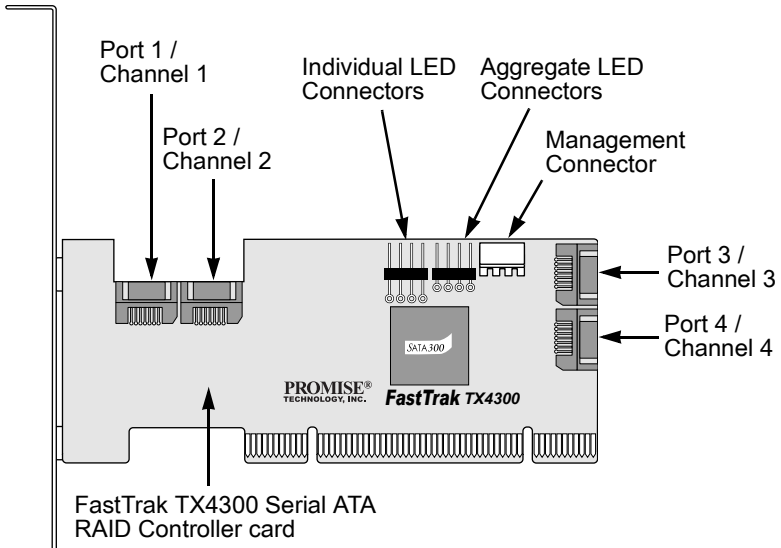 Port 1 /
Channel 1
Port 2 /
Channel 2
Individual LED
Connectors
Aggregate LED
Connectors
Management
Connector
Port 3 /
Channel 3
Port 4 /
Channel 4
SATA300
PROMISE®
TECHNOLOGY, INC.
FastTrak TX4300
FastTrak TX4300 Serial ATA
RAID Controller card